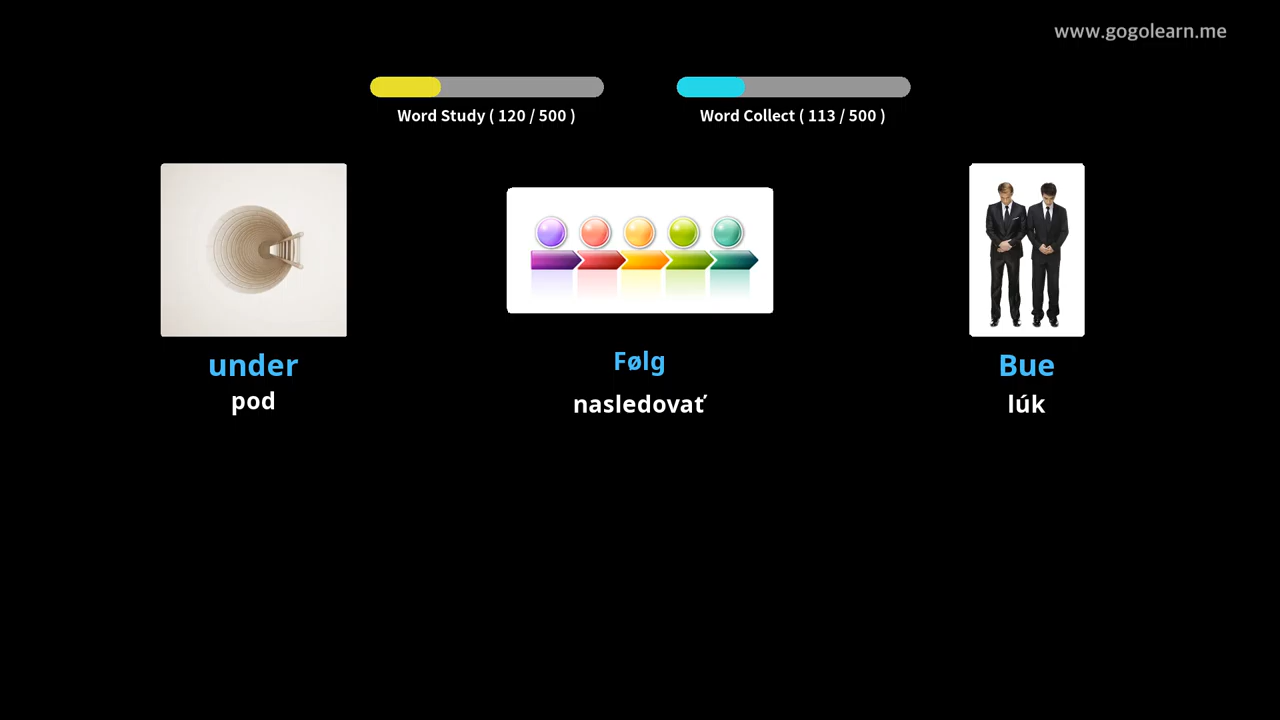 www.gogolearn.me
Word Study ( 120 / 500 )
Word Collect ( 113 / 500 )
under
pod
Følg
nasledovať
Bue
lúk